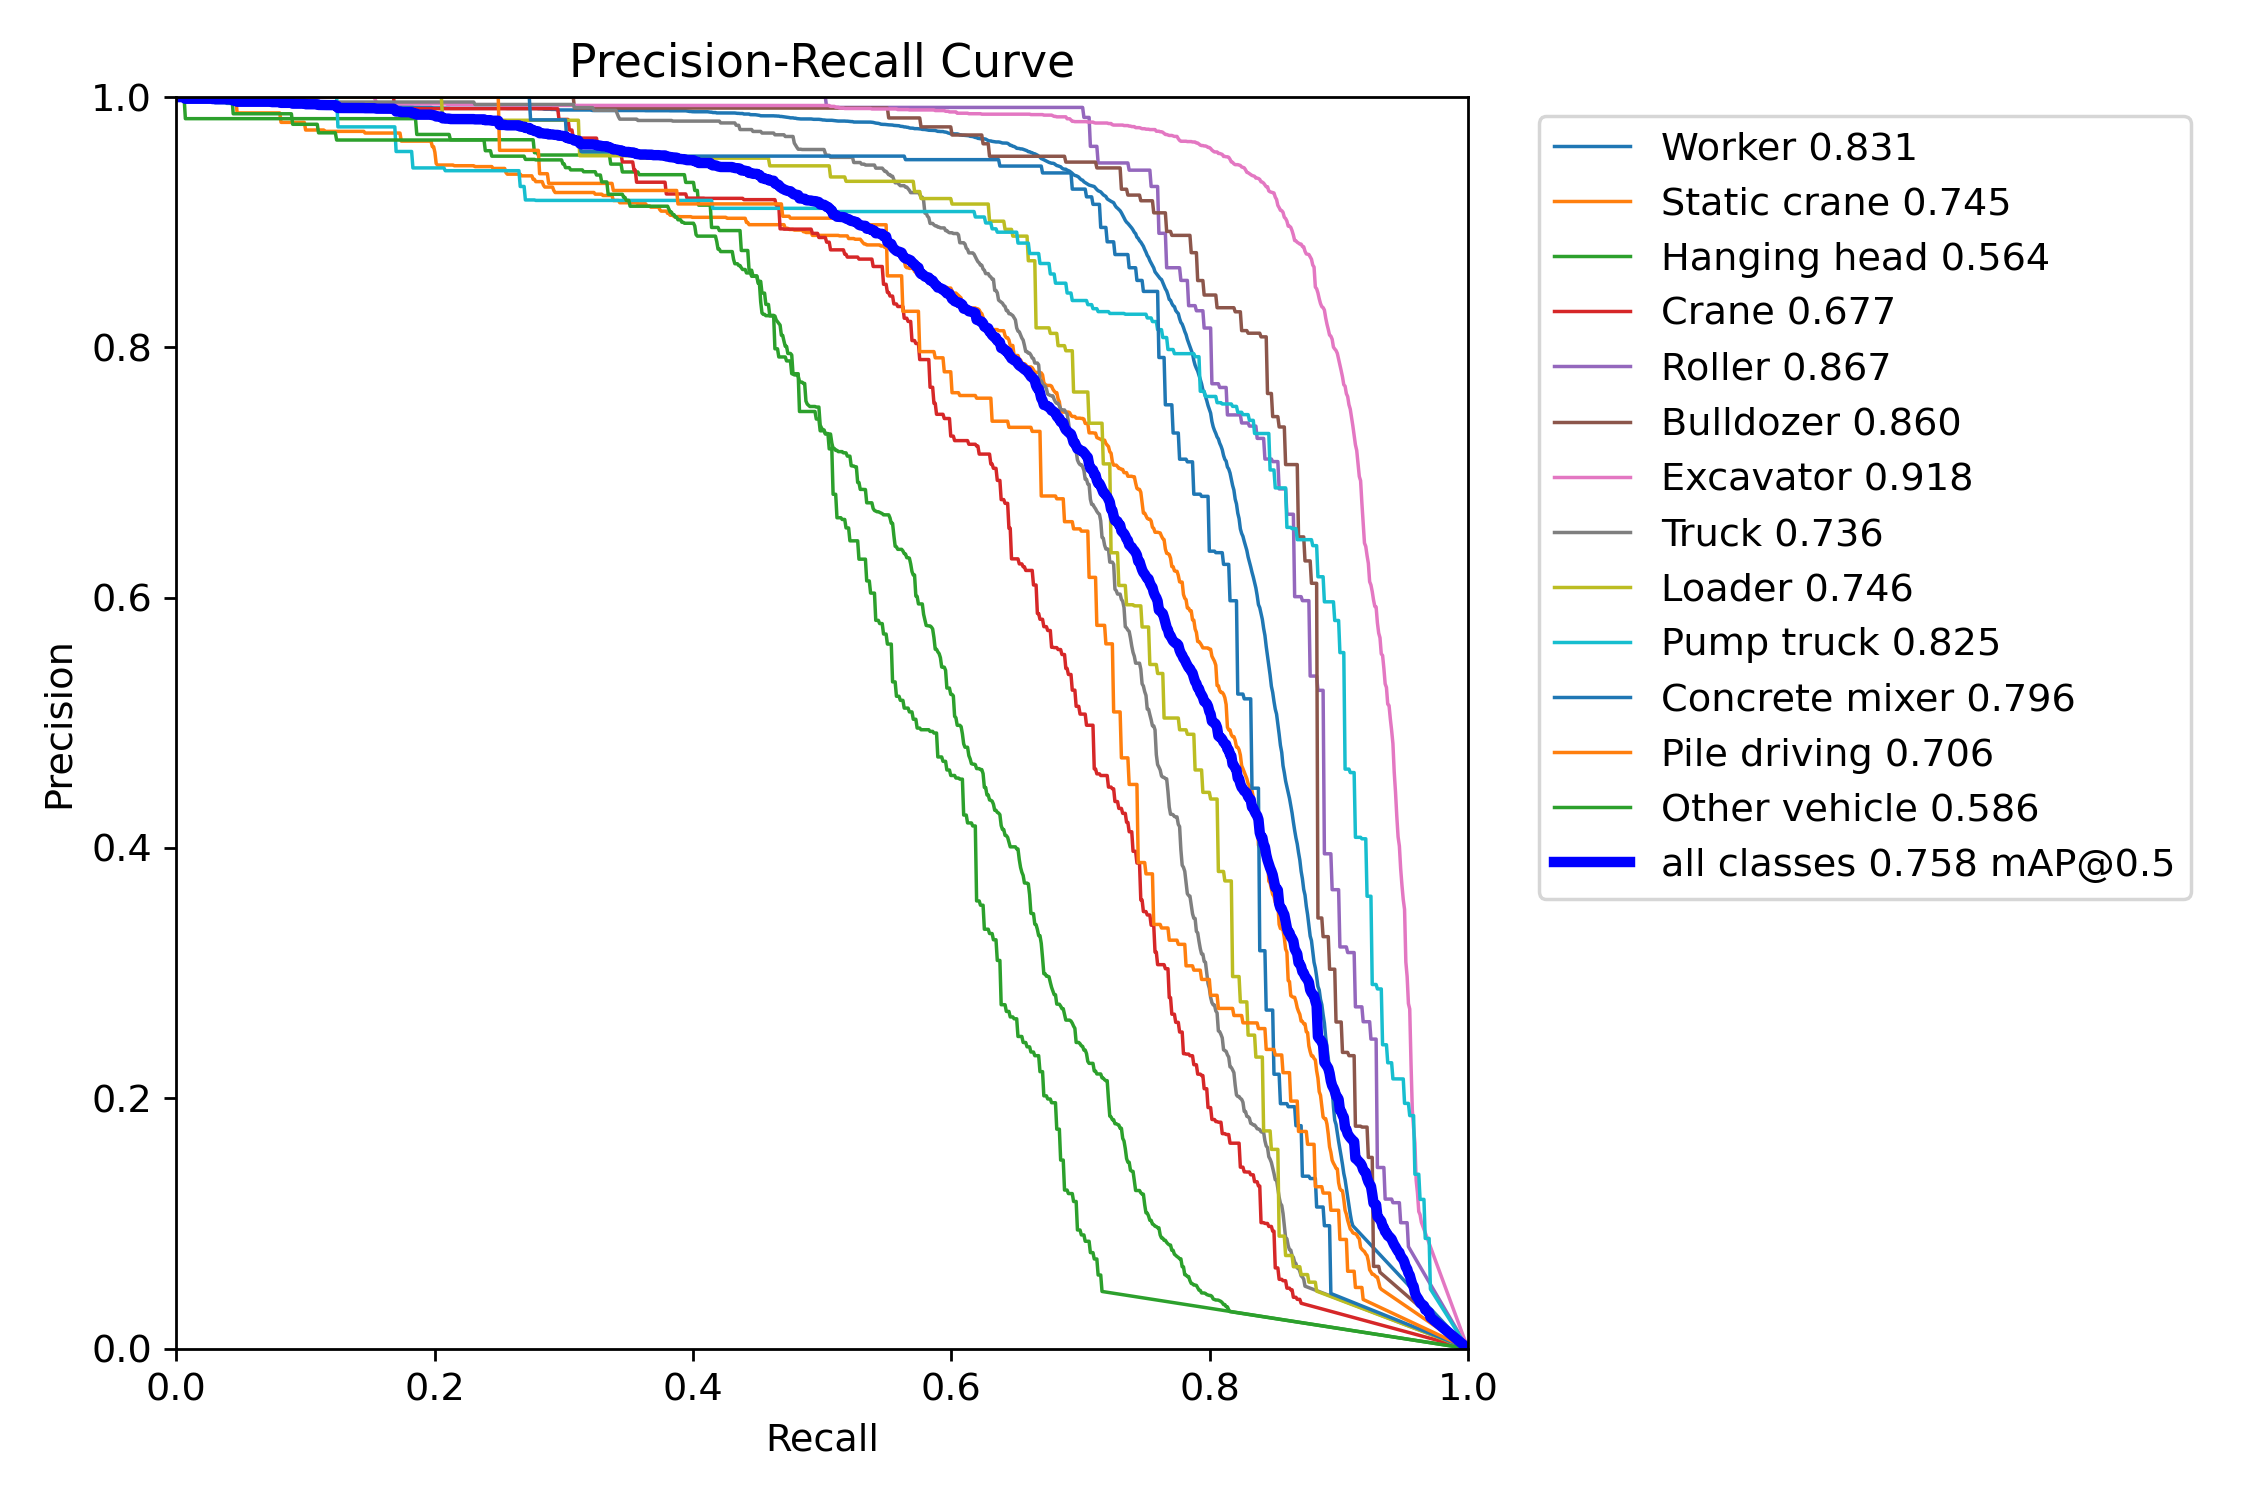 Precision-Recall Curve
1.0
0.8
0.6
0.4
0.2
0.0
Precision
0.0 0.2 0.4 0.6 0.8 1.0
Recall
Worker 0.831
Static crane 0.745
Hanging head 0.564
Crane 0.677
Roller 0.867
Bulldozer 0.860
Excavator 0.918
Truck 0.736
Loader 0.746
Pump truck 0.825
Concrete mixer 0.796
Pile driving 0.706
Other vehicle 0.586
all classes 0.758 mAP@0.5